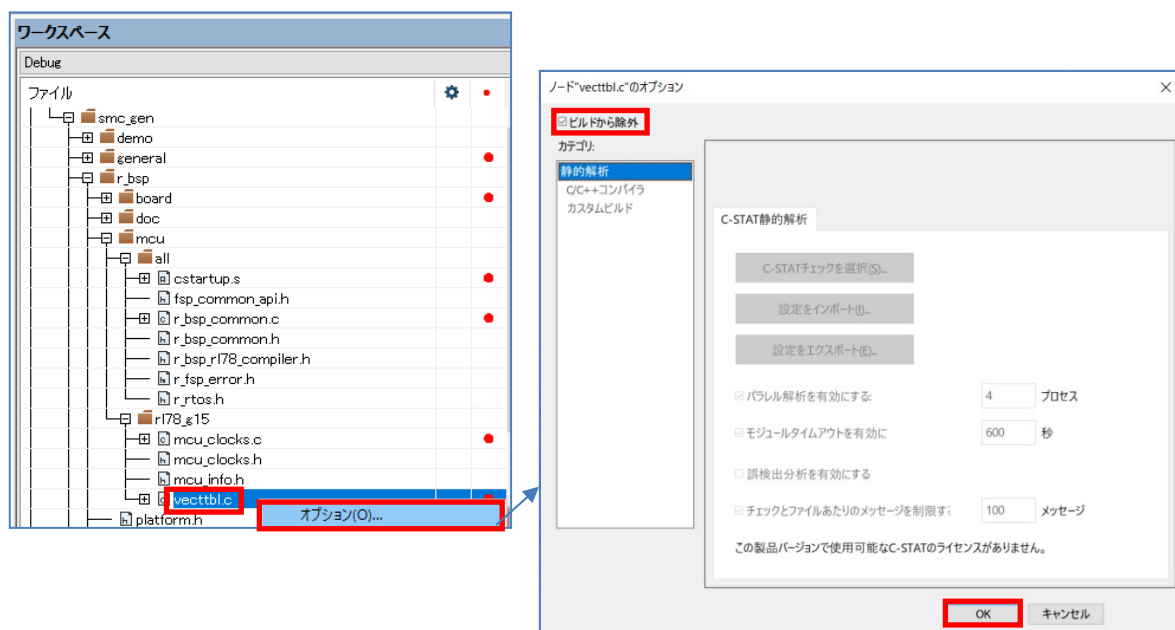 ワークスペース
Debug
ファイル
smc_gen
demo
general
r_bsp
board
doc
mcu
all
cstartup.s
fsp_common_api.h
r_bsp_common.c
r_bsp_common.h
r_bsp_rl78_compiler.h
r_fsp_error.h
r_rtos.h
rl78_g15
mcu_clocks.c
mcu_clocks.h
mcu_info.h
vecttbl.c
オプション(O)...
platform.h
ノード"vecttbl.c"のオプション
ビルドから除外
カテゴリ:
静的解析
C/C++コンパイラ
カスタムビルド
C-STAT静的解析
C-STATチェックを選択(S)...
設定をインポート(I)...
設定をエクスポート(E)...
パラレル解析を有効にする: 4 プロセス
モジュールタイムアウトを有効に 600 秒
誤検出分析を有効にする
チェックとファイルあたりのメッセージを制限す 100 メッセージ
この製品バージョンで使用可能なC-STATのライセンスがありません。
OK キャンセル